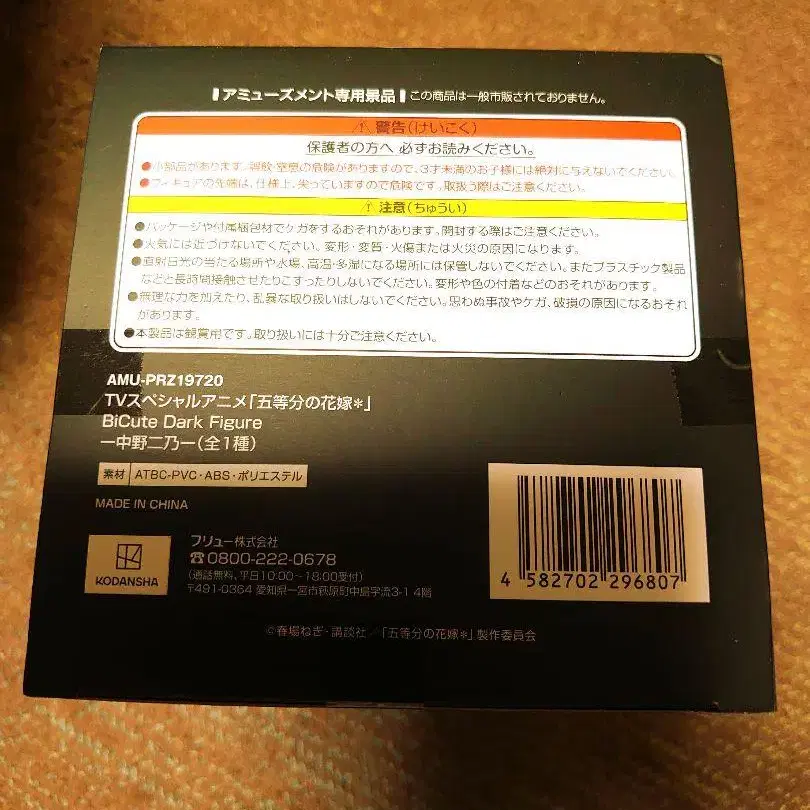 アミューズメント専用景品 この商品は一般市販されておりません。
⚠ 警告(けいこく)
保護者の方へ 必ずお読みください。
●小部品があります。誤飲・窒息の危険がありますので、3才未満のお子様には絶対に与えないでください。
●フィギュアの先端は、仕様上、尖っていますので危険です。取扱う際はご注意ください。
⚠ 注意(ちゅうい)
●パッケージや付属梱包材でケガをするおそれがあります。開封する際はご注意ください。
●火気には近づけないでください。変形・変質・火傷または火災の原因になります。
●直射日光の当たる場所や水場、高温・多湿になる場所には保管しないでください。またプラスチック製品
などと長時間接触させたりこすったりしないでください。変形や色の付着などのおそれがあります。
●無理な力を加えたり、乱暴な取り扱いはしないでください。思わぬ事故やケガ、破損の原因になるおそれ
があります。
●本製品は観賞用です。取り扱いには十分ご注意ください。
AMU-PRZ19720
TVスペシャルアニメ「五等分の花嫁*」
BiCute Dark Figure
ー中野二乃ー(全1種)
素材 ATBC-PVC・ABS・ポリエステル
MADE IN CHINA
KODANSHA
フリュー株式会社
☎0800-222-0678
(通話無料、平日10:00~18:00受付)
〒491-0364 愛知県一宮市萩原町中島字流3-1 4階
4 582702 296807
©春場ねぎ・講談社/「五等分の花嫁*」製作委員会